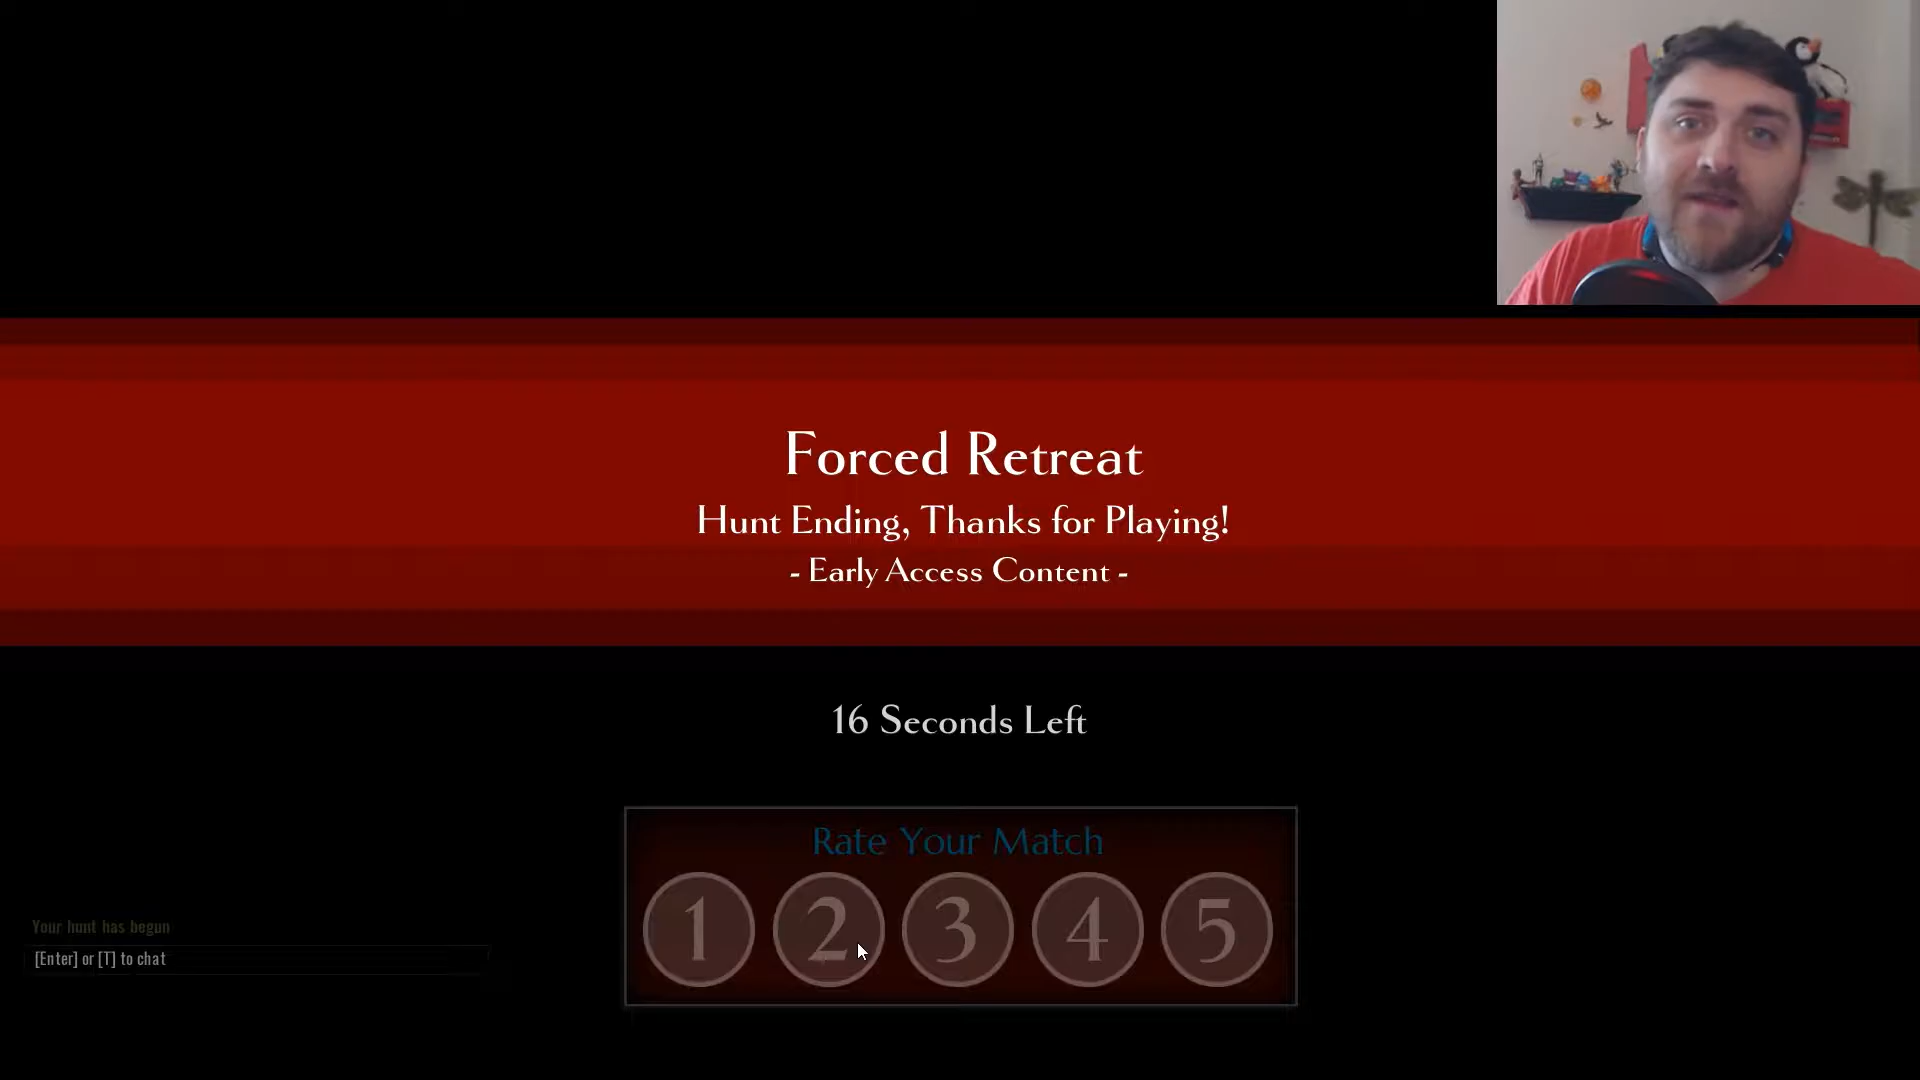 Forced Retreat
Hunt Ending, Thanks for Playing!
- Early Access Content -
16 Seconds Left
Rate Your Match
1 2 3 4 5
Your hunt has begun
[Enter] or [T] to chat